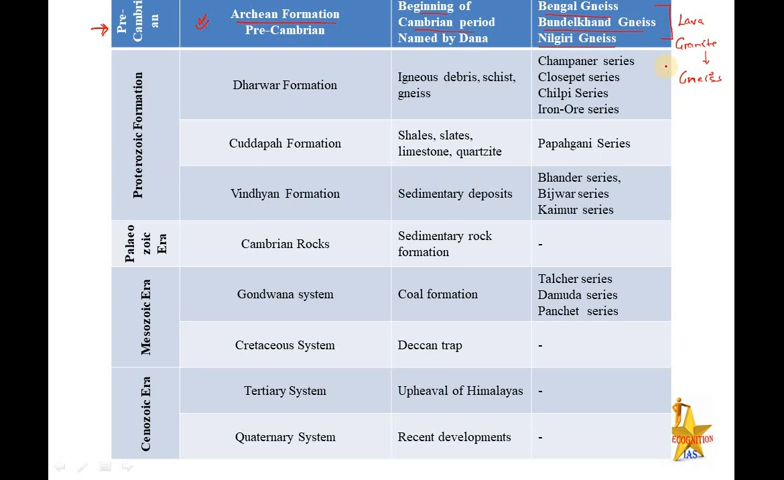 Pre-
Cambri
an
Archean Formation
Pre-Cambrian
Beginning of
Cambrian period
Named by Dana
Bengal Gneiss
Bundelkhand Gneiss
Nilgiri Gneiss
Lava
Granite
Gneiss
Proterozoic Formation
Dharwar Formation
Igneous debris, schist,
gneiss
Champaner series
Closepet series
Chilpi Series
Iron-Ore series
Cuddapah Formation
Shales, slates,
limestone, quartzite
Papahgani Series
Vindhyan Formation
Sedimentary deposits
Bhander series,
Bijwar series
Kaimur series
Palaeo
zoic
Era
Cambrian Rocks
Sedimentary rock
formation
-
Mesozoic Era
Gondwana system
Coal formation
Talcher series
Damuda series
Panchet series
Cretaceous System
Deccan trap
-
Cenozoic Era
Tertiary System
Upheaval of Himalayas
-
Quaternary System
Recent developments
-
RECOGNITION
IAS